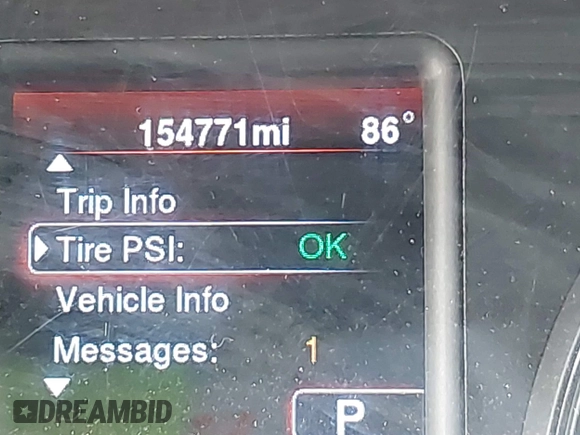 154771mi 86°
Trip Info
Tire PSI: OK
Vehicle Info
Messages: 1
P
DREAMBID